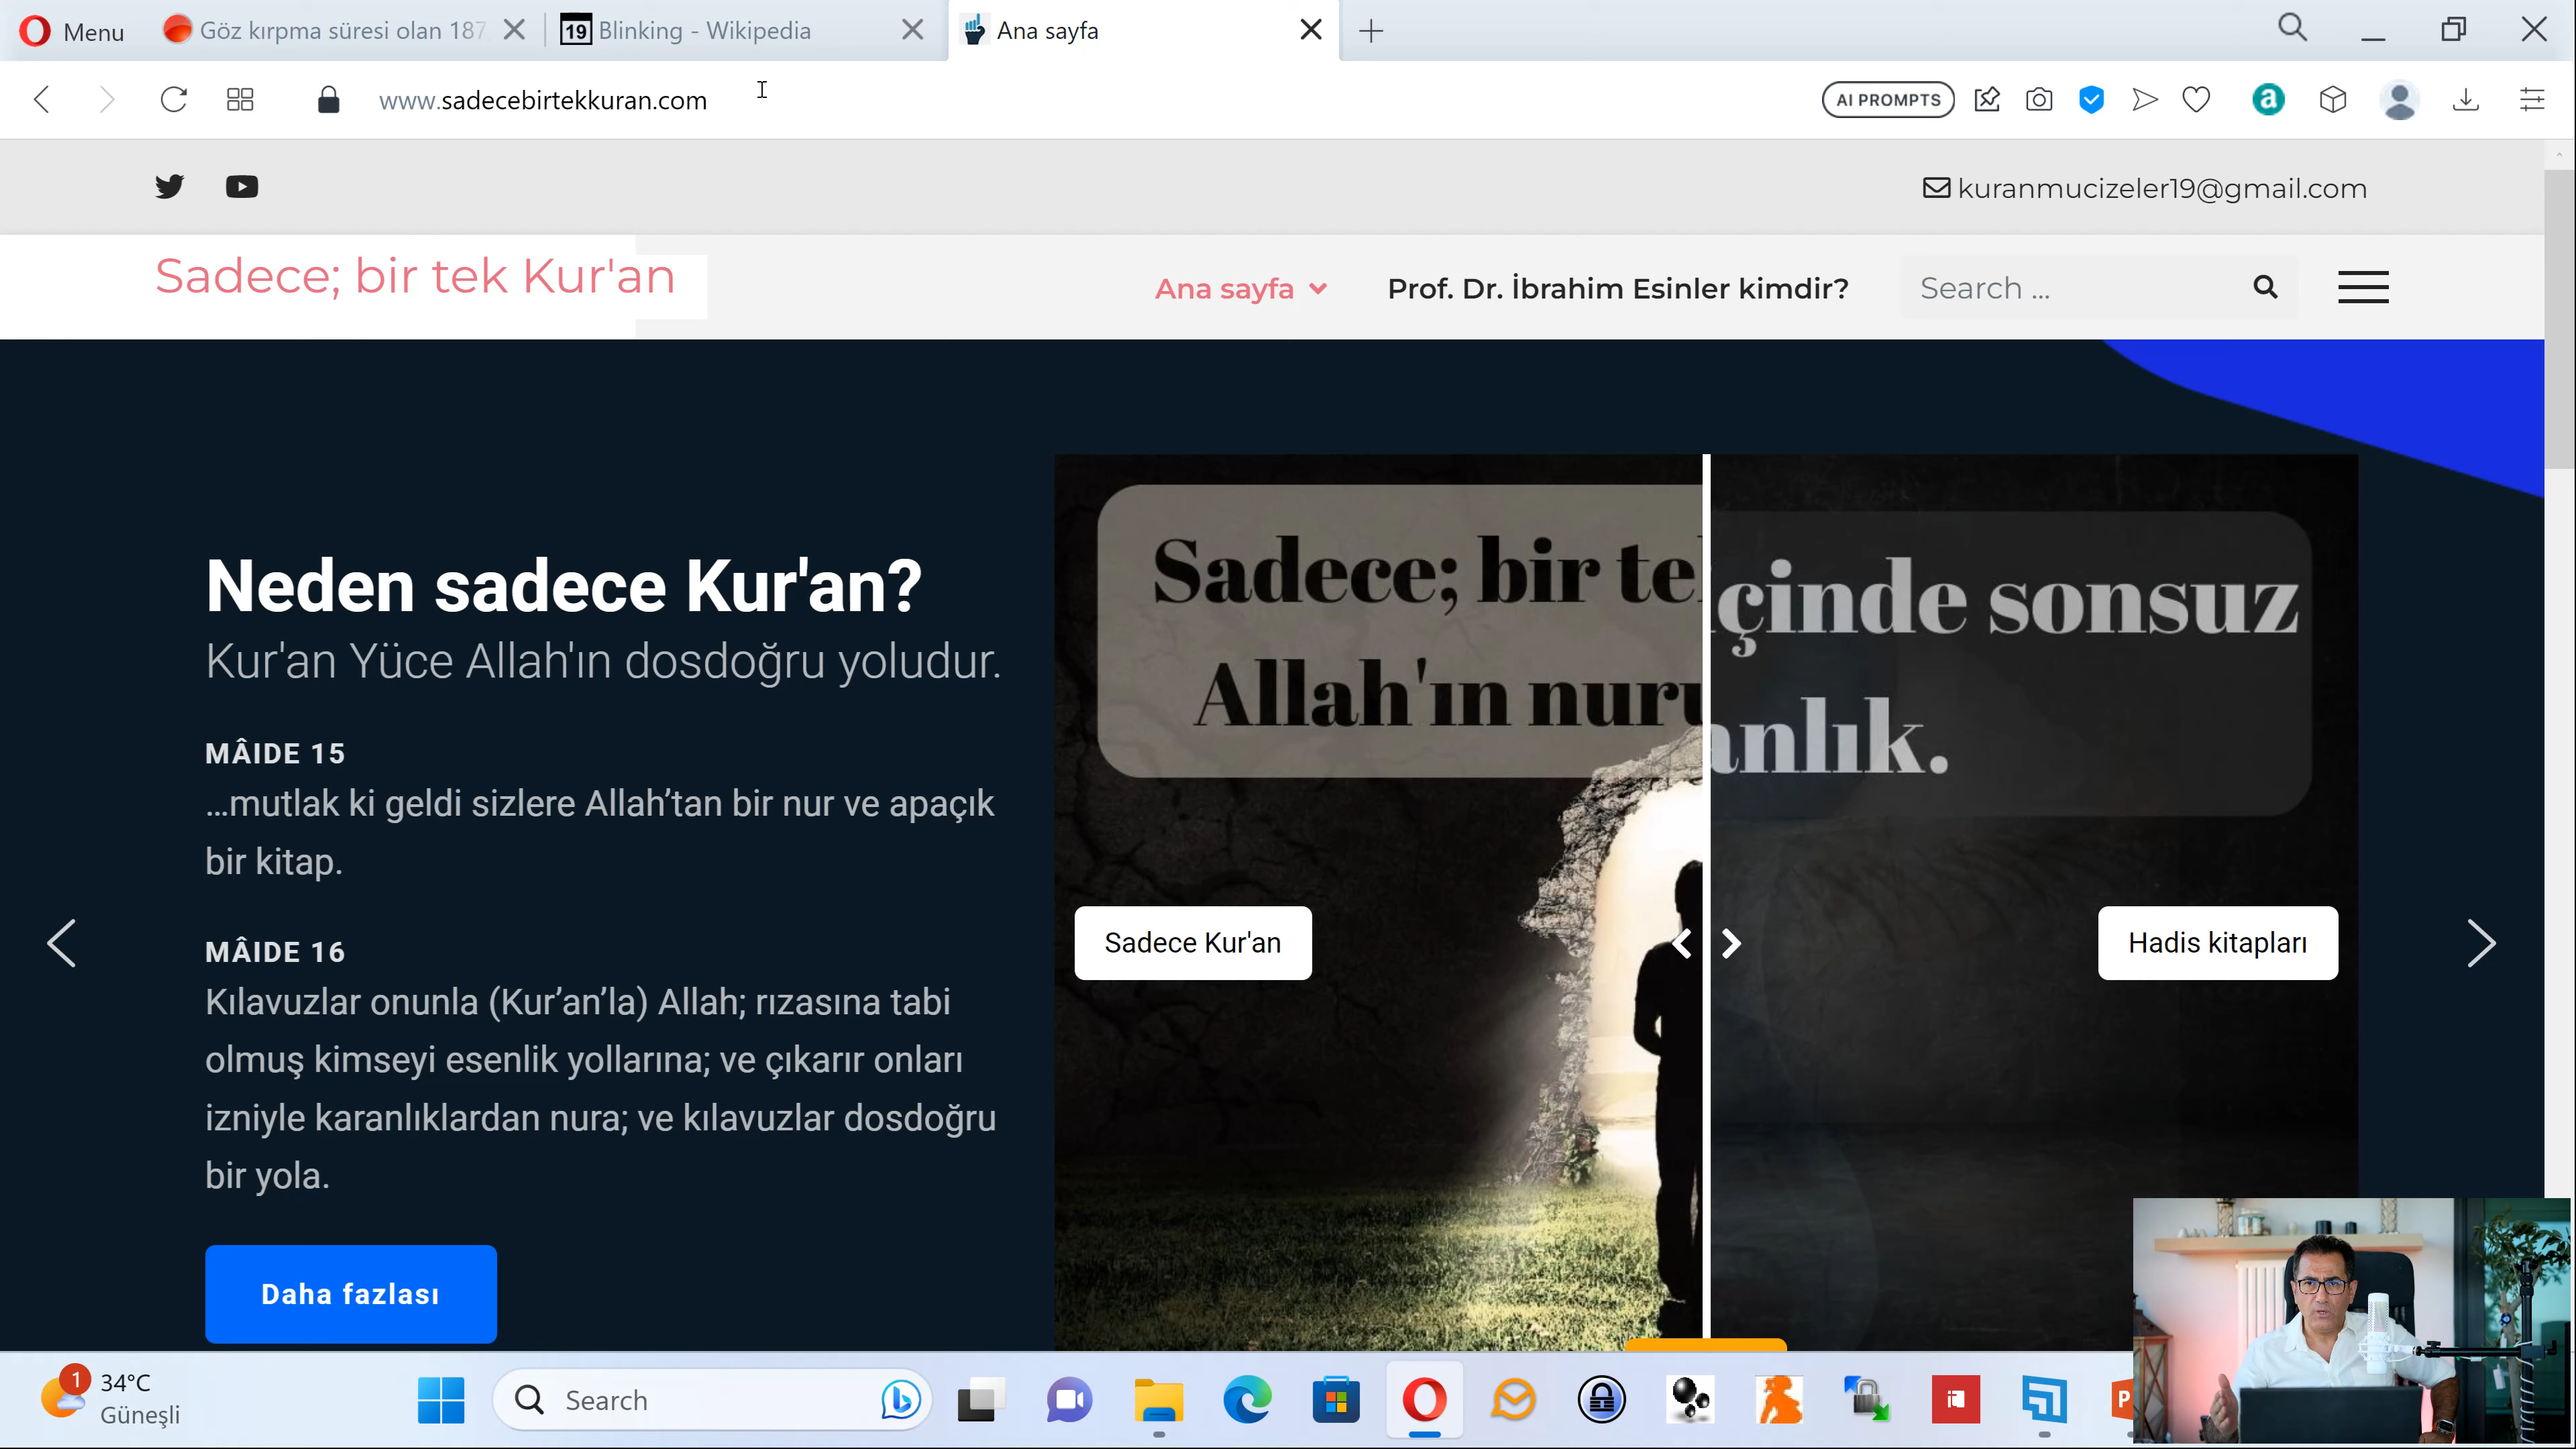 Menu
Göz kırpma süresi olan 187
19
Blinking - Wikipedia
Ana sayfa
www.sadecebirtekkuran.com
AI PROMPTS
a
kuranmucizeler19@gmail.com
Sadece; bir tek Kur'an
Ana sayfa
Prof. Dr. İbrahim Esinler kimdir?
Search ...
Neden sadece Kur'an?
Kur'an Yüce Allah'ın dosdoğru yoludur.
MÂIDE 15
...mutlak ki geldi sizlere Allah’tan bir nur ve apaçık
bir kitap.
MÂIDE 16
Kılavuzlar onunla (Kur’an’la) Allah; rızasına tabi
olmuş kimseyi esenlik yollarına; ve çıkarır onları
izniyle karanlıklardan nura; ve kılavuzlar dosdoğru
bir yola.
Daha fazlası
Sadece; bir te
Allah'ın nuru
çinde sonsuz
anlık.
Sadece Kur'an
Hadis kitapları
1
34°C
Güneşli
Search
P